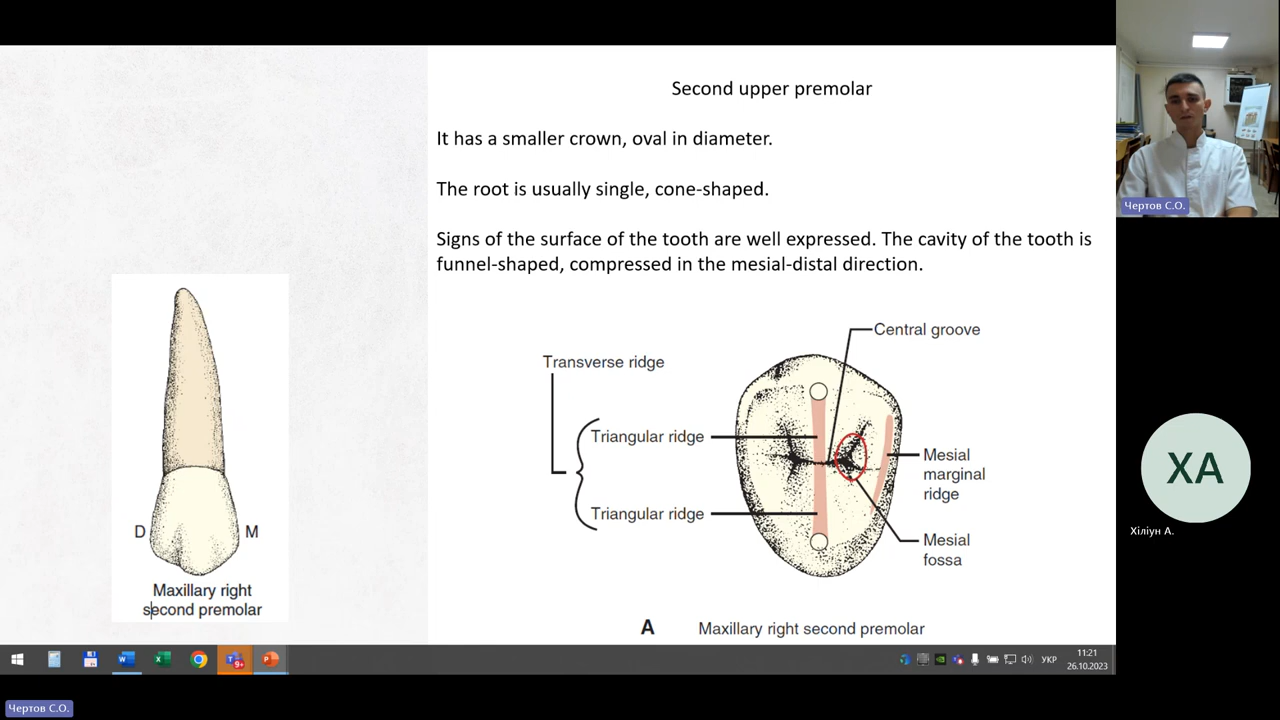 Second upper premolar
It has a smaller crown, oval in diameter.
The root is usually single, cone-shaped.
Signs of the surface of the tooth are well expressed. The cavity of the tooth is
funnel-shaped, compressed in the mesial-distal direction.
D
M
Maxillary right
second premolar
Central groove
Transverse ridge
Triangular ridge
Triangular ridge
Mesial
marginal
ridge
Mesial
fossa
A Maxillary right second premolar
Чертов С.О.
ХА
Хіліун А.
9+
УКР
11:21
26.10.2023
Чертов С.О.